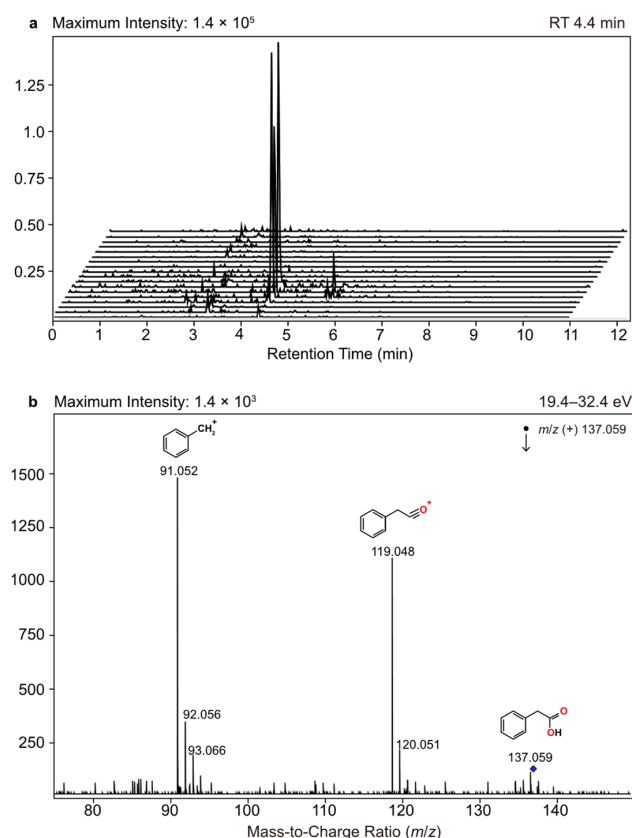 a Maximum Intensity: 1.4 × 10⁵ RT 4.4 min
1.25
1.0
0.75
0.50
0.25
0 1 2 3 4 5 6 7 8 9 10 11 12
Retention Time (min)
b Maximum Intensity: 1.4 × 10³ 19.4–32.4 eV
m/z (+) 137.059
CH₂⁺
91.052
O⁺
119.048
92.056
93.066
120.051
O
OH
137.059
1500
1250
1000
750
500
250
80 100 120 140
Mass-to-Charge Ratio (m/z)